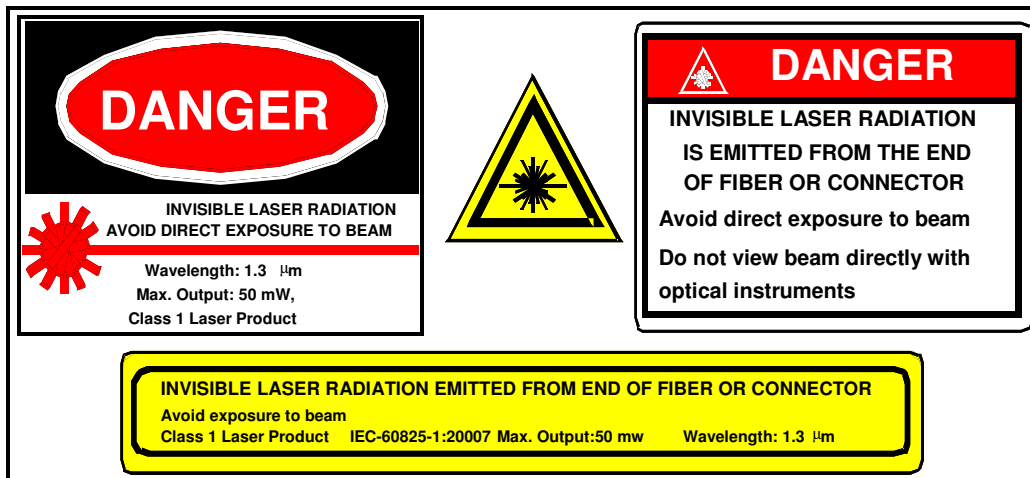 DANGER
INVISIBLE LASER RADIATION
AVOID DIRECT EXPOSURE TO BEAM
Wavelength: 1.3 µm
Max. Output: 50 mW,
Class 1 Laser Product
DANGER
INVISIBLE LASER RADIATION
IS EMITTED FROM THE END
OF FIBER OR CONNECTOR
Avoid direct exposure to beam
Do not view beam directly with
optical instruments
INVISIBLE LASER RADIATION EMITTED FROM END OF FIBER OR CONNECTOR
Avoid exposure to beam
Class 1 Laser Product IEC-60825-1:20007 Max. Output:50 mw Wavelength: 1.3 µm